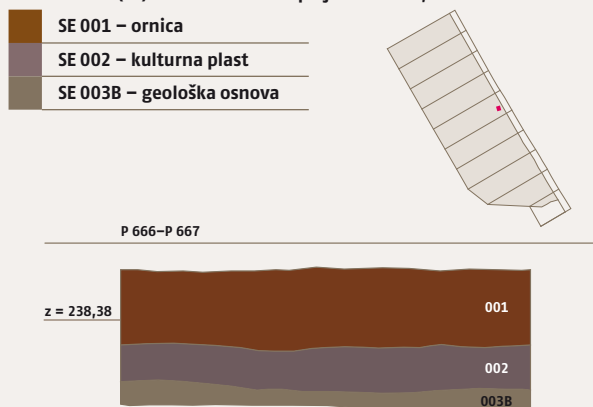 SE 001 – ornica
SE 002 – kulturna plast
SE 003B – geološka osnova
P 666–P 667
z = 238,38
001
002
003B